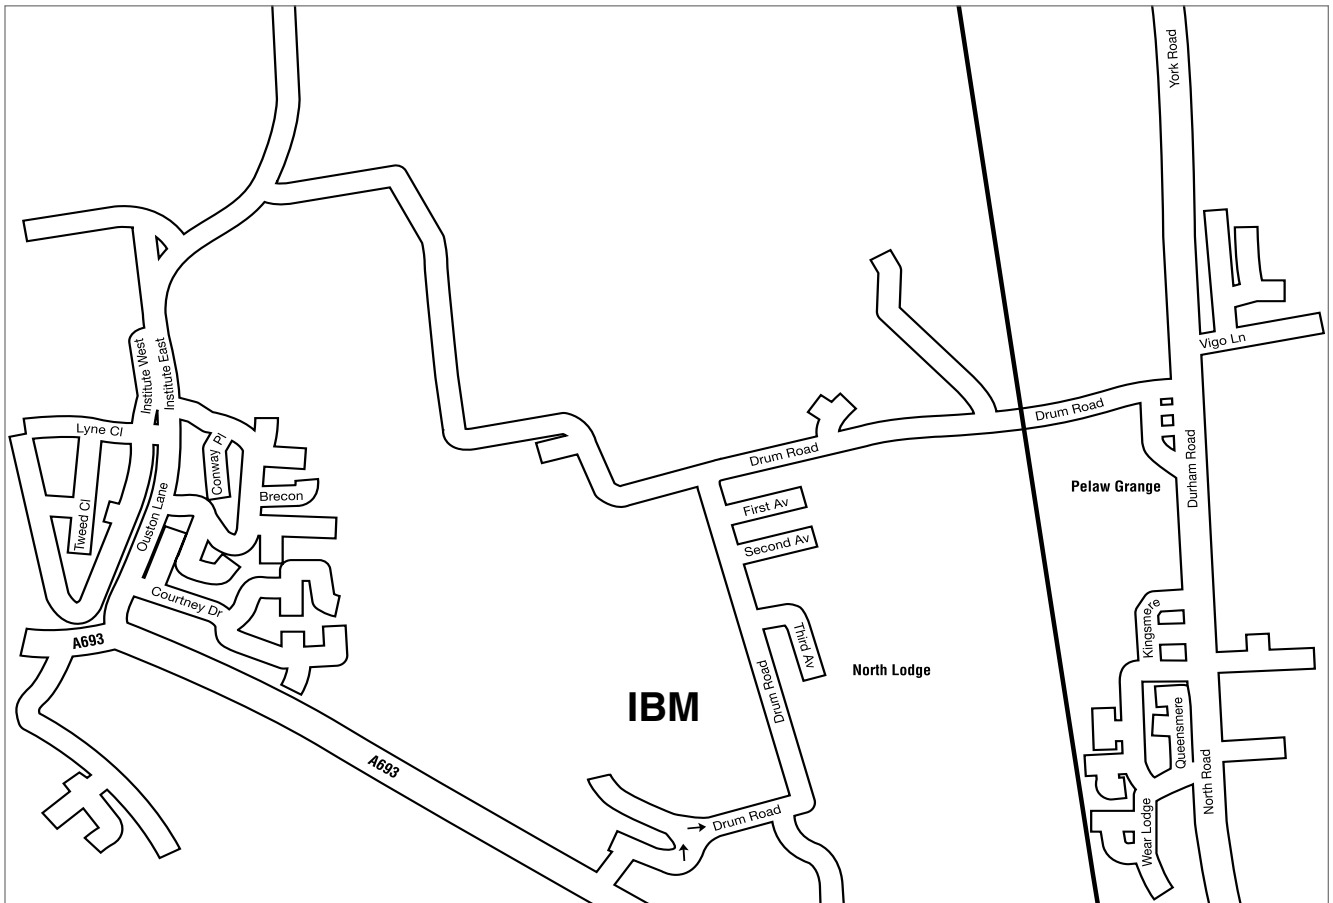 York Road
Vigo Ln
Institute West
Institute East
Drum Road
Lyne Cl
Conway Pl
Drum Road
Durham Road
Pelaw Grange
Brecon
First Av
Tweed Cl
Ouston Lane
Second Av
Courtney Dr
Kingsmere
A693
Third Av
North Lodge
Drum Road
IBM
Queensmere
A693
North Road
Drum Road
Wear Lodge